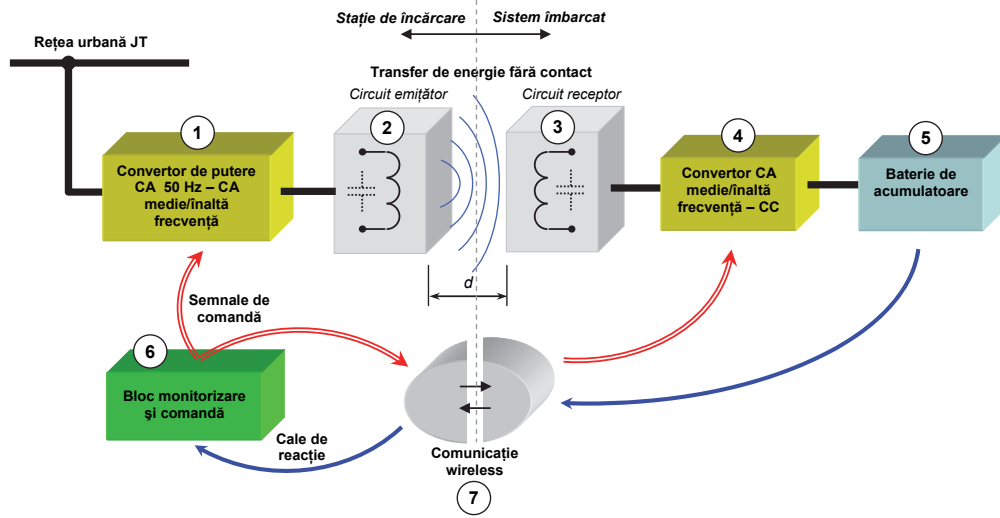 Stație de încărcare
Sistem îmbarcat
Rețea urbană JT
Transfer de energie fără contact
Circuit emițător
Circuit receptor
1
2
3
4
5
Convertor de putere
CA 50 Hz – CA
medie/înaltă
frecvență
Convertor CA
medie/înaltă
frecvență – CC
Baterie de
acumulatoare
d
Semnale de
comandă
6
Bloc monitorizare
şi comandă
Cale de
reacție
Comunicație
wireless
7